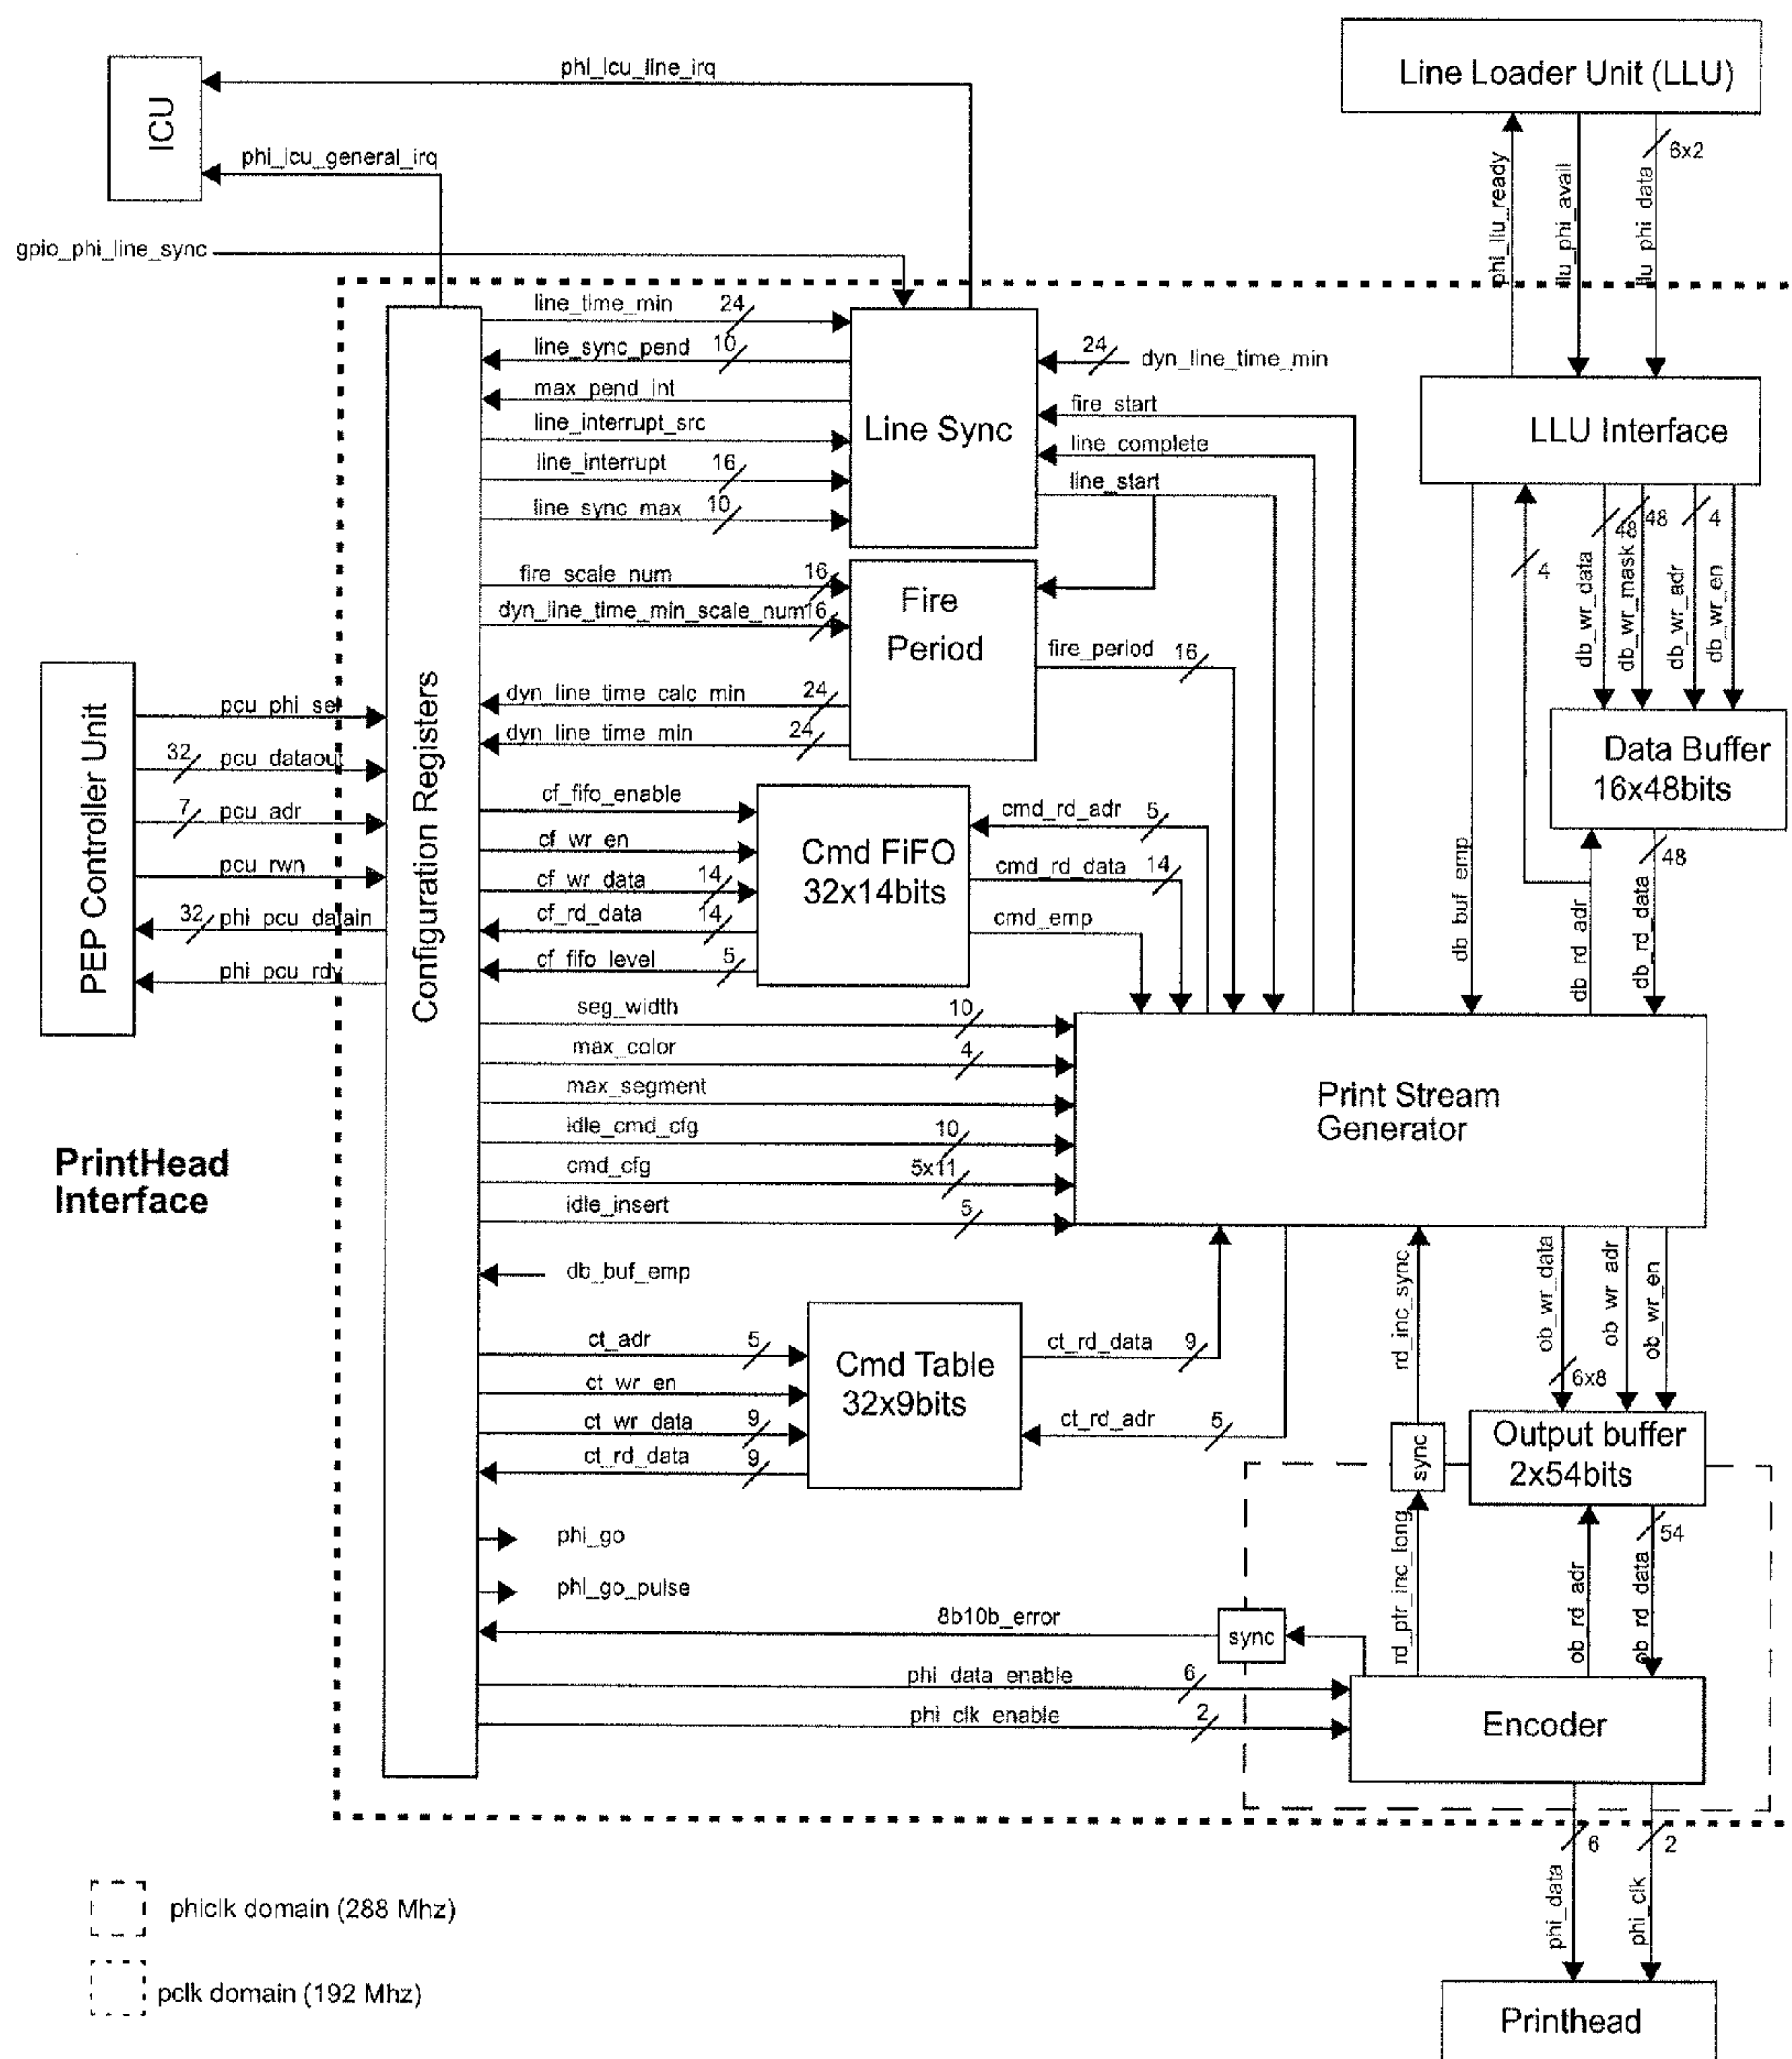 Line Loader Unit (LLU)
phi_icu_line_irq
ICU
phi_icu_general_irq
gpio_phi_line_sync
phi_llu_ready
llu_phi_avail
llu_phi_data
6x2
line_time_min
24
line_sync_pend
10
max_pend_int
line_interrupt_src
line_interrupt
16
line_sync_max
10
Line Sync
24
dyn_line_time_min
fire_start
line_complete
line_start
LLU Interface
fire_scale_num
16
dyn_line_time_min_scale_num
16
dyn_line_time_calc_min
24
dyn_line_time_min
24
Fire
Period
fire_period
16
db_buf_emp
4
db_wr_data
48
db_wr_mask
48
db_wr_adr
4
db_wr_en
Data Buffer
16x48bits
db_rd_adr
db_rd_data
48
PEP Controller Unit
pcu_phi_sel
32
pcu_dataout
7
pcu_adr
pcu_rwn
32
phi_pcu_datain
phi_pcu_rdy
Configuration Registers
cf_fifo_enable
cf_wr_en
cf_wr_data
14
cf_rd_data
14
cf_fifo_level
5
Cmd FiFO
32x14bits
cmd_rd_adr
5
cmd_rd_data
14
cmd_emp
seg_width
10
max_color
4
max_segment
idle_cmd_cfg
10
cmd_cfg
5x11
idle_insert
5
Print Stream
Generator
PrintHead
Interface
db_buf_emp
ct_adr
5
ct_wr_en
ct_wr_data
9
ct_rd_data
9
Cmd Table
32x9bits
ct_rd_data
9
ct_rd_adr
5
rd_inc_sync
ob_wr_data
6x8
ob_wr_adr
ob_wr_en
sync
Output buffer
2x54bits
rd_ptr_inc_long
ob_rd_adr
ob_rd_data
54
phi_go
phi_go_pulse
8b10b_error
sync
phi_data_enable
6
phi_clk_enable
2
Encoder
phi_data
6
phi_clk
2
phiclk domain (288 Mhz)
pclk domain (192 Mhz)
Printhead